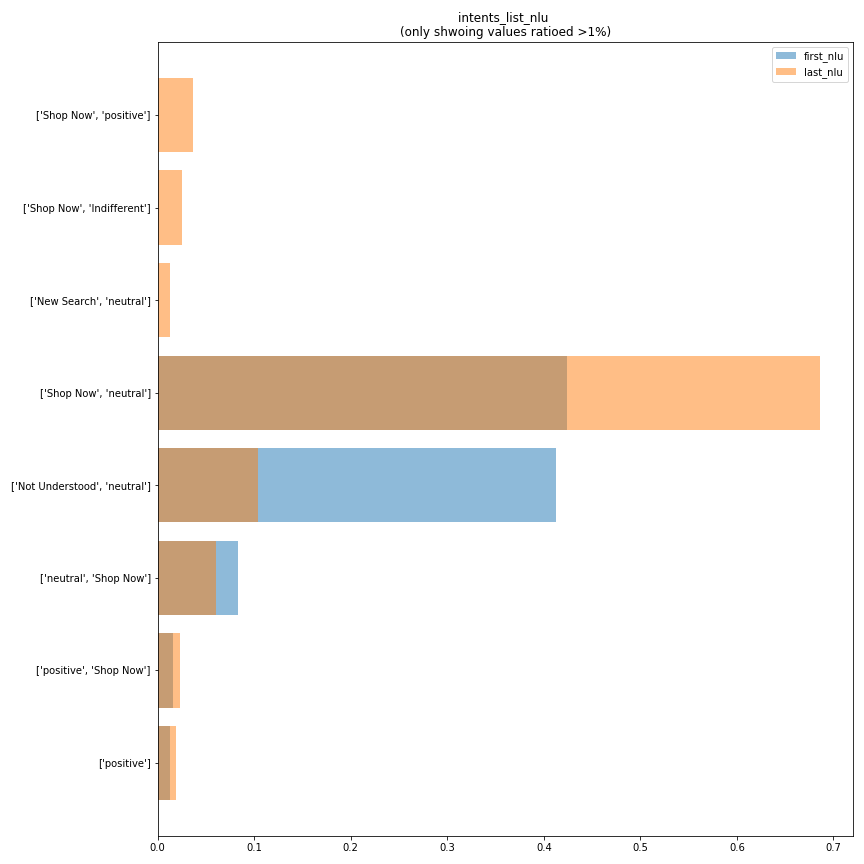 intents_list_nlu
(only shwoing values ratioed >1%)
first_nlu
last_nlu
['Shop Now', 'positive']
['Shop Now', 'Indifferent']
['New Search', 'neutral']
['Shop Now', 'neutral']
['Not Understood', 'neutral']
['neutral', 'Shop Now']
['positive', 'Shop Now']
['positive']
0.0 0.1 0.2 0.3 0.4 0.5 0.6 0.7